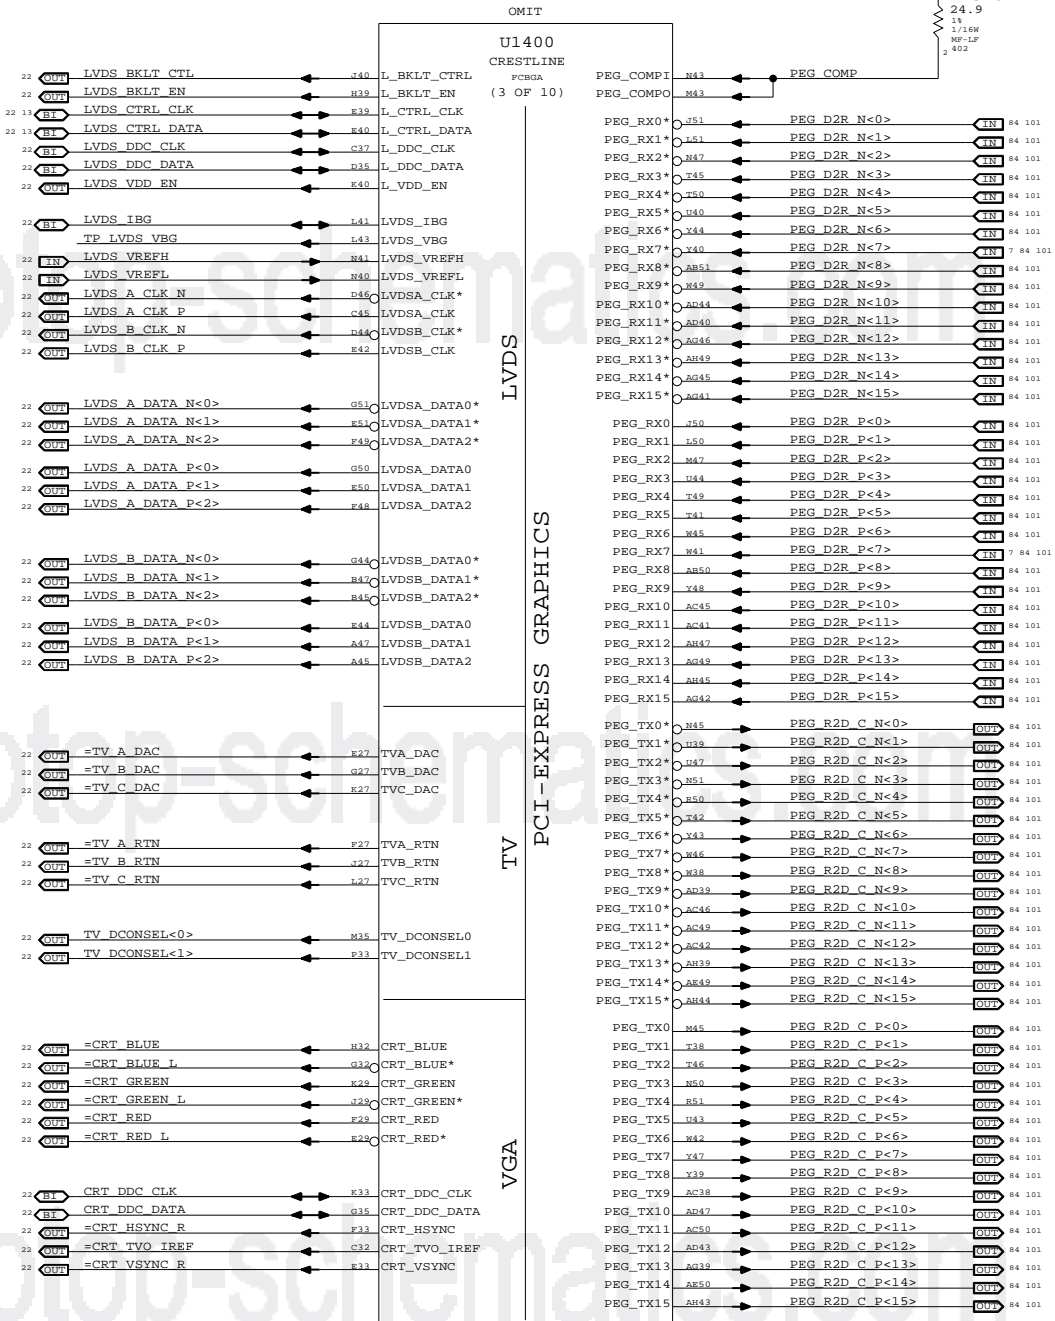 OMIT
24.9
1%
1/16W
MF-LF
402
2
U1400
CRESTLINE
FCBGA
(3 OF 10)
22 OUT LVDS_BKLT_CTL J40 L_BKLT_CTRL
22 OUT LVDS_BKLT_EN H39 L_BKLT_EN
22 13 BI LVDS_CTRL_CLK E39 L_CTRL_CLK
22 13 BI LVDS_CTRL_DATA E40 L_CTRL_DATA
22 BI LVDS_DDC_CLK C37 L_DDC_CLK
22 BI LVDS_DDC_DATA D35 L_DDC_DATA
22 OUT LVDS_VDD_EN K40 L_VDD_EN
22 BI LVDS_IBG L41 LVDS_IBG
TP_LVDS_VBG L43 LVDS_VBG
22 IN LVDS_VREFH N41 LVDS_VREFH
22 IN LVDS_VREFL N40 LVDS_VREFL
22 OUT LVDS_A_CLK_N D46 LVDSA_CLK*
22 OUT LVDS_A_CLK_P C45 LVDSA_CLK
22 OUT LVDS_B_CLK_N D44 LVDSB_CLK*
22 OUT LVDS_B_CLK_P E42 LVDSB_CLK
22 OUT LVDS_A_DATA_N<0> G51 LVDSA_DATA0*
22 OUT LVDS_A_DATA_N<1> E51 LVDSA_DATA1*
22 OUT LVDS_A_DATA_N<2> F49 LVDSA_DATA2*
22 OUT LVDS_A_DATA_P<0> G50 LVDSA_DATA0
22 OUT LVDS_A_DATA_P<1> E50 LVDSA_DATA1
22 OUT LVDS_A_DATA_P<2> F48 LVDSA_DATA2
22 OUT LVDS_B_DATA_N<0> G44 LVDSB_DATA0*
22 OUT LVDS_B_DATA_N<1> B47 LVDSB_DATA1*
22 OUT LVDS_B_DATA_N<2> B45 LVDSB_DATA2*
22 OUT LVDS_B_DATA_P<0> E44 LVDSB_DATA0
22 OUT LVDS_B_DATA_P<1> A47 LVDSB_DATA1
22 OUT LVDS_B_DATA_P<2> A45 LVDSB_DATA2
22 OUT =TV_A_DAC E27 TVA_DAC
22 OUT =TV_B_DAC G27 TVB_DAC
22 OUT =TV_C_DAC K27 TVC_DAC
22 OUT =TV_A_RTN F27 TVA_RTN
22 OUT =TV_B_RTN J27 TVB_RTN
22 OUT =TV_C_RTN L27 TVC_RTN
22 OUT TV_DCONSEL<0> M35 TV_DCONSEL0
22 OUT TV_DCONSEL<1> P33 TV_DCONSEL1
22 OUT =CRT_BLUE H32 CRT_BLUE
22 OUT =CRT_BLUE_L G32 CRT_BLUE*
22 OUT =CRT_GREEN K29 CRT_GREEN
22 OUT =CRT_GREEN_L J29 CRT_GREEN*
22 OUT =CRT_RED F29 CRT_RED
22 OUT =CRT_RED_L E29 CRT_RED*
22 BI CRT_DDC_CLK K33 CRT_DDC_CLK
22 BI CRT_DDC_DATA G35 CRT_DDC_DATA
22 OUT =CRT_HSYNC_R F33 CRT_HSYNC
22 OUT =CRT_TVO_IREF C32 CRT_TVO_IREF
22 OUT =CRT_VSYNC_R E33 CRT_VSYNC
LVDS
TV
VGA
PCI-EXPRESS GRAPHICS
PEG_COMPI N43 PEG_COMP
PEG_COMPO M43
PEG_RX0* J51 PEG_D2R_N<0> IN 84 101
PEG_RX1* L51 PEG_D2R_N<1> IN 84 101
PEG_RX2* N47 PEG_D2R_N<2> IN 84 101
PEG_RX3* T45 PEG_D2R_N<3> IN 84 101
PEG_RX4* T50 PEG_D2R_N<4> IN 84 101
PEG_RX5* U40 PEG_D2R_N<5> IN 84 101
PEG_RX6* Y44 PEG_D2R_N<6> IN 84 101
PEG_RX7* Y40 PEG_D2R_N<7> IN 7 84 101
PEG_RX8* AB51 PEG_D2R_N<8> IN 84 101
PEG_RX9* W49 PEG_D2R_N<9> IN 84 101
PEG_RX10* AD44 PEG_D2R_N<10> IN 84 101
PEG_RX11* AD40 PEG_D2R_N<11> IN 84 101
PEG_RX12* AG46 PEG_D2R_N<12> IN 84 101
PEG_RX13* AH49 PEG_D2R_N<13> IN 84 101
PEG_RX14* AG45 PEG_D2R_N<14> IN 84 101
PEG_RX15* AG41 PEG_D2R_N<15> IN 84 101
PEG_RX0 J50 PEG_D2R_P<0> IN 84 101
PEG_RX1 L50 PEG_D2R_P<1> IN 84 101
PEG_RX2 M47 PEG_D2R_P<2> IN 84 101
PEG_RX3 U44 PEG_D2R_P<3> IN 84 101
PEG_RX4 T49 PEG_D2R_P<4> IN 84 101
PEG_RX5 T41 PEG_D2R_P<5> IN 84 101
PEG_RX6 W45 PEG_D2R_P<6> IN 84 101
PEG_RX7 W41 PEG_D2R_P<7> IN 7 84 101
PEG_RX8 AB50 PEG_D2R_P<8> IN 84 101
PEG_RX9 Y48 PEG_D2R_P<9> IN 84 101
PEG_RX10 AC45 PEG_D2R_P<10> IN 84 101
PEG_RX11 AC41 PEG_D2R_P<11> IN 84 101
PEG_RX12 AH47 PEG_D2R_P<12> IN 84 101
PEG_RX13 AG49 PEG_D2R_P<13> IN 84 101
PEG_RX14 AH45 PEG_D2R_P<14> IN 84 101
PEG_RX15 AG42 PEG_D2R_P<15> IN 84 101
PEG_TX0* N45 PEG_R2D_C_N<0> OUT 84 101
PEG_TX1* U39 PEG_R2D_C_N<1> OUT 84 101
PEG_TX2* U47 PEG_R2D_C_N<2> OUT 84 101
PEG_TX3* N51 PEG_R2D_C_N<3> OUT 84 101
PEG_TX4* R50 PEG_R2D_C_N<4> OUT 84 101
PEG_TX5* T42 PEG_R2D_C_N<5> OUT 84 101
PEG_TX6* Y43 PEG_R2D_C_N<6> OUT 84 101
PEG_TX7* W46 PEG_R2D_C_N<7> OUT 84 101
PEG_TX8* W38 PEG_R2D_C_N<8> OUT 84 101
PEG_TX9* AD39 PEG_R2D_C_N<9> OUT 84 101
PEG_TX10* AC46 PEG_R2D_C_N<10> OUT 84 101
PEG_TX11* AC49 PEG_R2D_C_N<11> OUT 84 101
PEG_TX12* AC42 PEG_R2D_C_N<12> OUT 84 101
PEG_TX13* AH39 PEG_R2D_C_N<13> OUT 84 101
PEG_TX14* AE49 PEG_R2D_C_N<14> OUT 84 101
PEG_TX15* AH44 PEG_R2D_C_N<15> OUT 84 101
PEG_TX0 M45 PEG_R2D_C_P<0> OUT 84 101
PEG_TX1 T38 PEG_R2D_C_P<1> OUT 84 101
PEG_TX2 T46 PEG_R2D_C_P<2> OUT 84 101
PEG_TX3 N50 PEG_R2D_C_P<3> OUT 84 101
PEG_TX4 R51 PEG_R2D_C_P<4> OUT 84 101
PEG_TX5 U43 PEG_R2D_C_P<5> OUT 84 101
PEG_TX6 W42 PEG_R2D_C_P<6> OUT 84 101
PEG_TX7 Y47 PEG_R2D_C_P<7> OUT 84 101
PEG_TX8 Y39 PEG_R2D_C_P<8> OUT 84 101
PEG_TX9 AC38 PEG_R2D_C_P<9> OUT 84 101
PEG_TX10 AD47 PEG_R2D_C_P<10> OUT 84 101
PEG_TX11 AC50 PEG_R2D_C_P<11> OUT 84 101
PEG_TX12 AD43 PEG_R2D_C_P<12> OUT 84 101
PEG_TX13 AG39 PEG_R2D_C_P<13> OUT 84 101
PEG_TX14 AE50 PEG_R2D_C_P<14> OUT 84 101
PEG_TX15 AH43 PEG_R2D_C_P<15> OUT 84 101
top-schematics.com
ptop-schematics.com
ptop-schematics.com